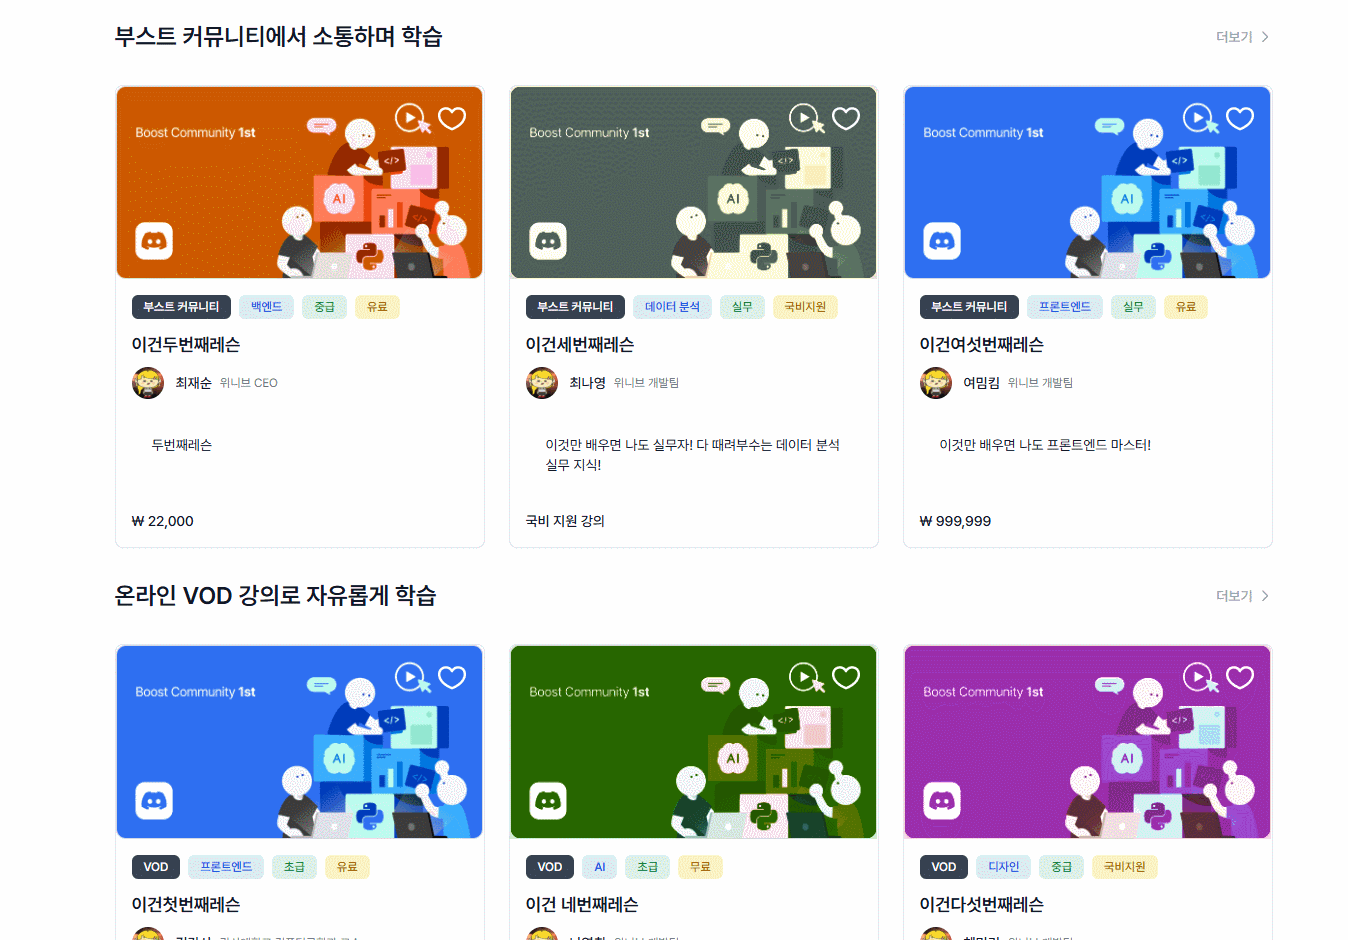 부스트 커뮤니티에서 소통하며 학습
더보기
Boost Community 1st
</>
AI
</>
Boost Community 1st
</>
AI
</>
Boost Community 1st
</>
AI
</>
부스트 커뮤니티 백엔드 중급 유료
이건두번째레슨
최재순 위니브 CEO
두번째레슨
₩ 22,000
부스트 커뮤니티 데이터 분석 실무 국비지원
이건세번째레슨
최나영 위니브 개발팀
이것만 배우면 나도 실무자! 다 때려부수는 데이터 분석
실무 지식!
국비 지원 강의
부스트 커뮤니티 프론트엔드 실무 유료
이건여섯번째레슨
여밈킴 위니브 개발팀
이것만 배우면 나도 프론트엔드 마스터!
₩ 999,999
온라인 VOD 강의로 자유롭게 학습
더보기
Boost Community 1st
</>
AI
</>
Boost Community 1st
</>
AI
</>
Boost Community 1st
</>
AI
</>
VOD 프론트엔드 초급 유료
이건첫번째레슨
VOD AI 초급 무료
이건 네번째레슨
VOD 디자인 중급 국비지원
이건다섯번째레슨